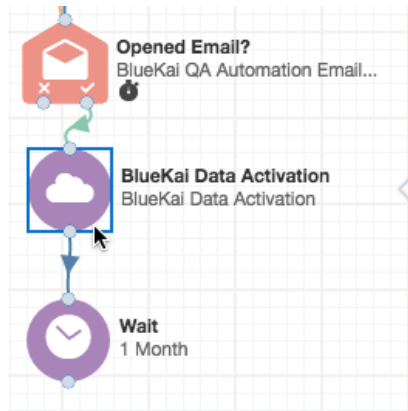 Opened Email?
BlueKai QA Automation Email...
BlueKai Data Activation
BlueKai Data Activation
Wait
1 Month